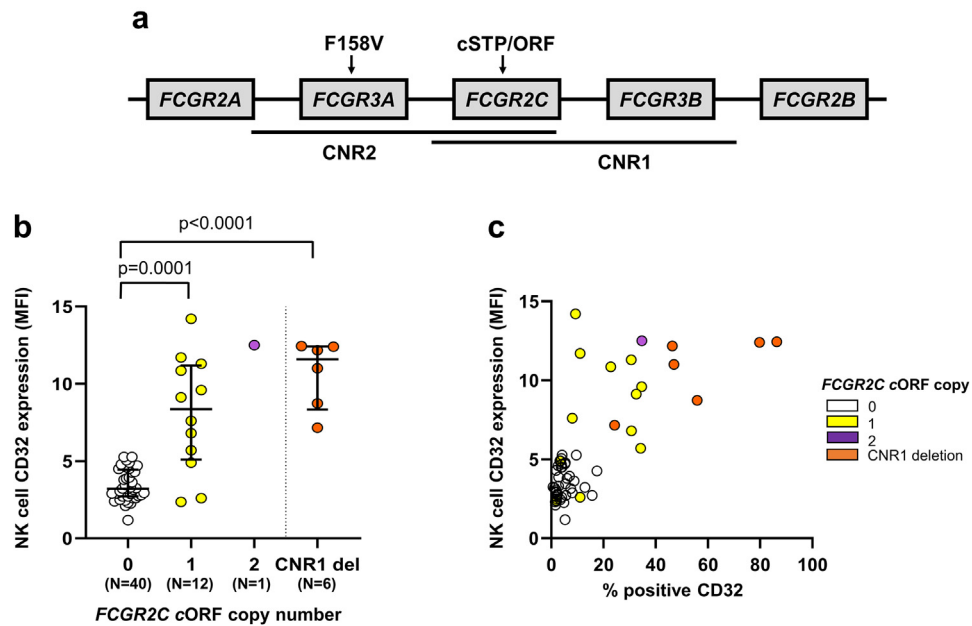 a
F158V
cSTP/ORF
FCGR2A
FCGR3A
FCGR2C
FCGR3B
FCGR2B
CNR2
CNR1
b
p<0.0001
p=0.0001
NK cell CD32 expression (MFI)
15
10
5
0
0
1
2
CNR1 del
(N=40)
(N=12)
(N=1)
(N=6)
FCGR2C cORF copy number
c
NK cell CD32 expression (MFI)
15
10
5
0
0
20
40
60
80
100
% positive CD32
FCGR2C cORF copy
0
1
2
CNR1 deletion